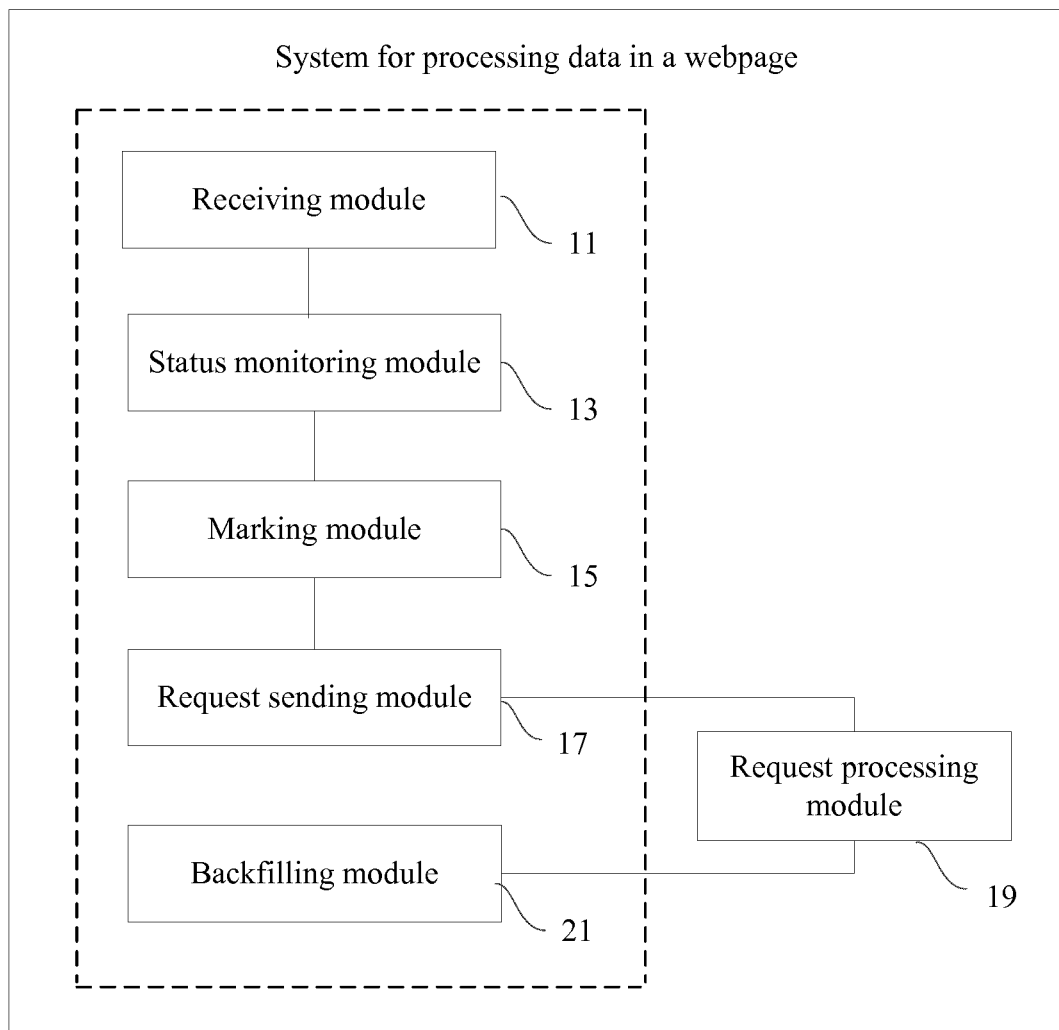 System for processing data in a webpage
Receiving module
11
Status monitoring module
13
Marking module
15
Request sending module
17
Request processing
module
19
Backfilling module
21